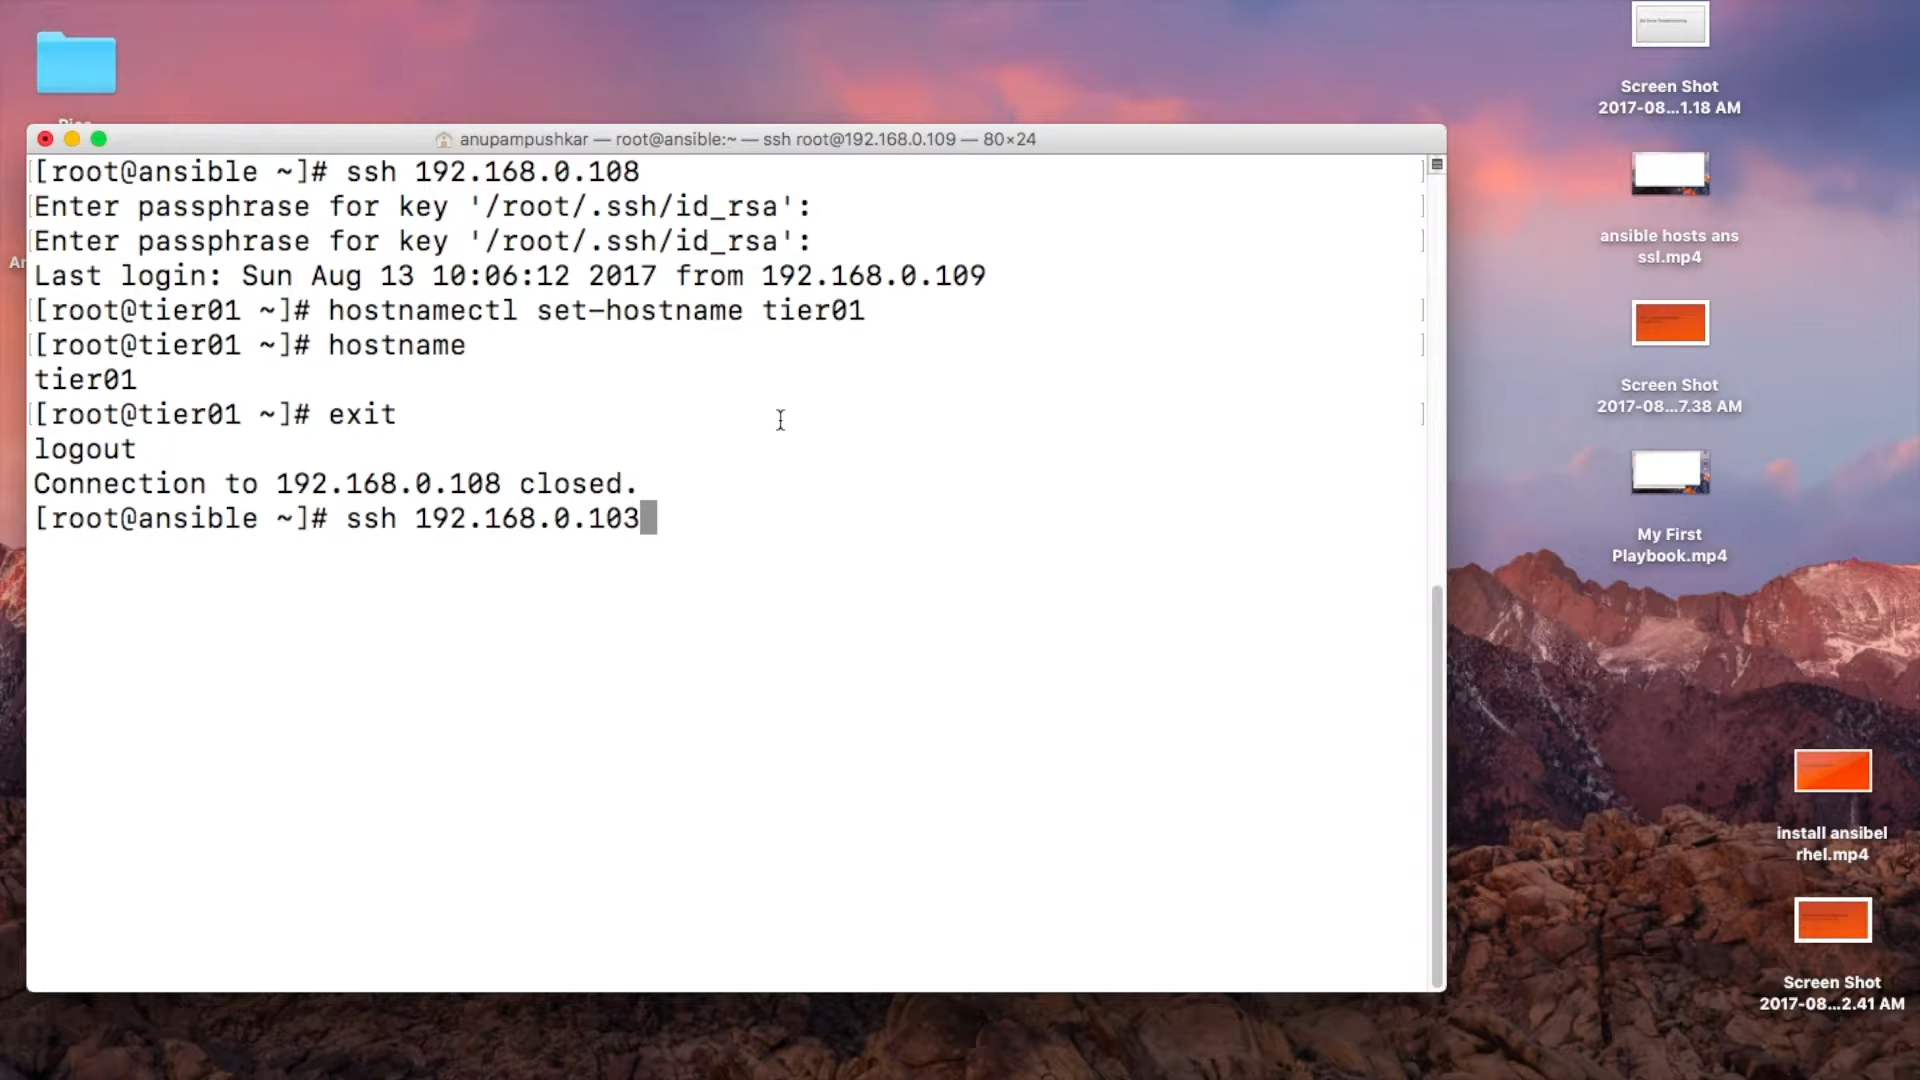 Screen Shot
2017-08...1.18 AM
anupampushkar — root@ansible:~ — ssh root@192.168.0.109 — 80×24
[root@ansible ~]# ssh 192.168.0.108
Enter passphrase for key '/root/.ssh/id_rsa':
Enter passphrase for key '/root/.ssh/id_rsa':
Last login: Sun Aug 13 10:06:12 2017 from 192.168.0.109
[root@tier01 ~]# hostnamectl set-hostname tier01
[root@tier01 ~]# hostname
tier01
[root@tier01 ~]# exit
logout
Connection to 192.168.0.108 closed.
[root@ansible ~]# ssh 192.168.0.103
ansible hosts ans
ssl.mp4
Screen Shot
2017-08...7.38 AM
My First
Playbook.mp4
install ansibel
rhel.mp4
Screen Shot
2017-08...2.41 AM